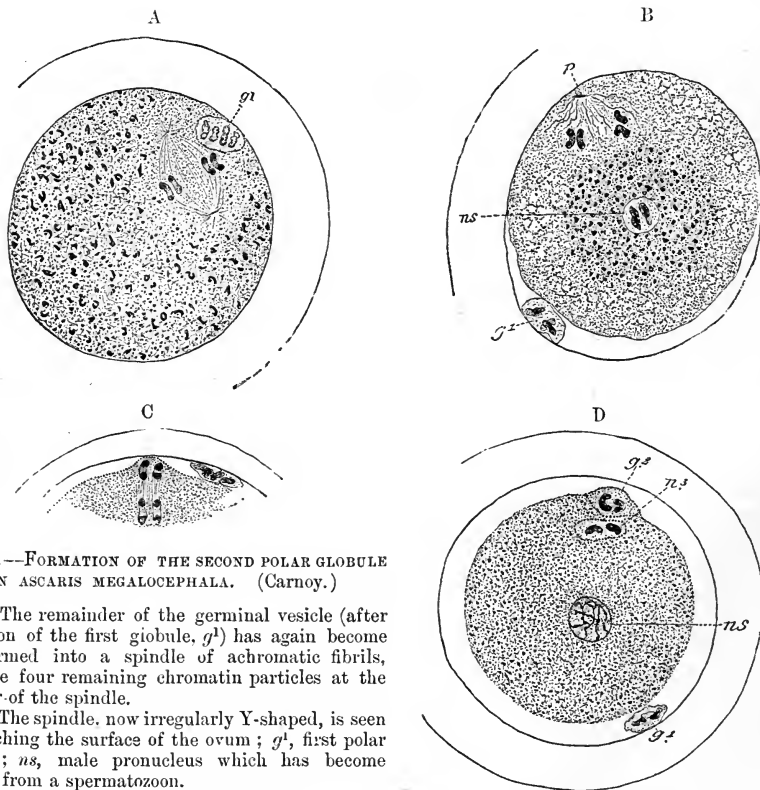 A
B
g¹
p
ns
g¹
C
D
g²
n²
.—FORMATION OF THE SECOND POLAR GLOBULE
N ASCARIS MEGALOCEPHALA. (Carnoy.)
The remainder of the germinal vesicle (after
on of the first globule, g¹) has again become
rmed into a spindle of achromatic fibrils,
e four remaining chromatin particles at the
of the spindle.
The spindle, now irregularly Y-shaped, is seen
ching the surface of the ovum ; g¹, first polar
; ns, male pronucleus which has become
from a spermatozoon.
ns
g¹